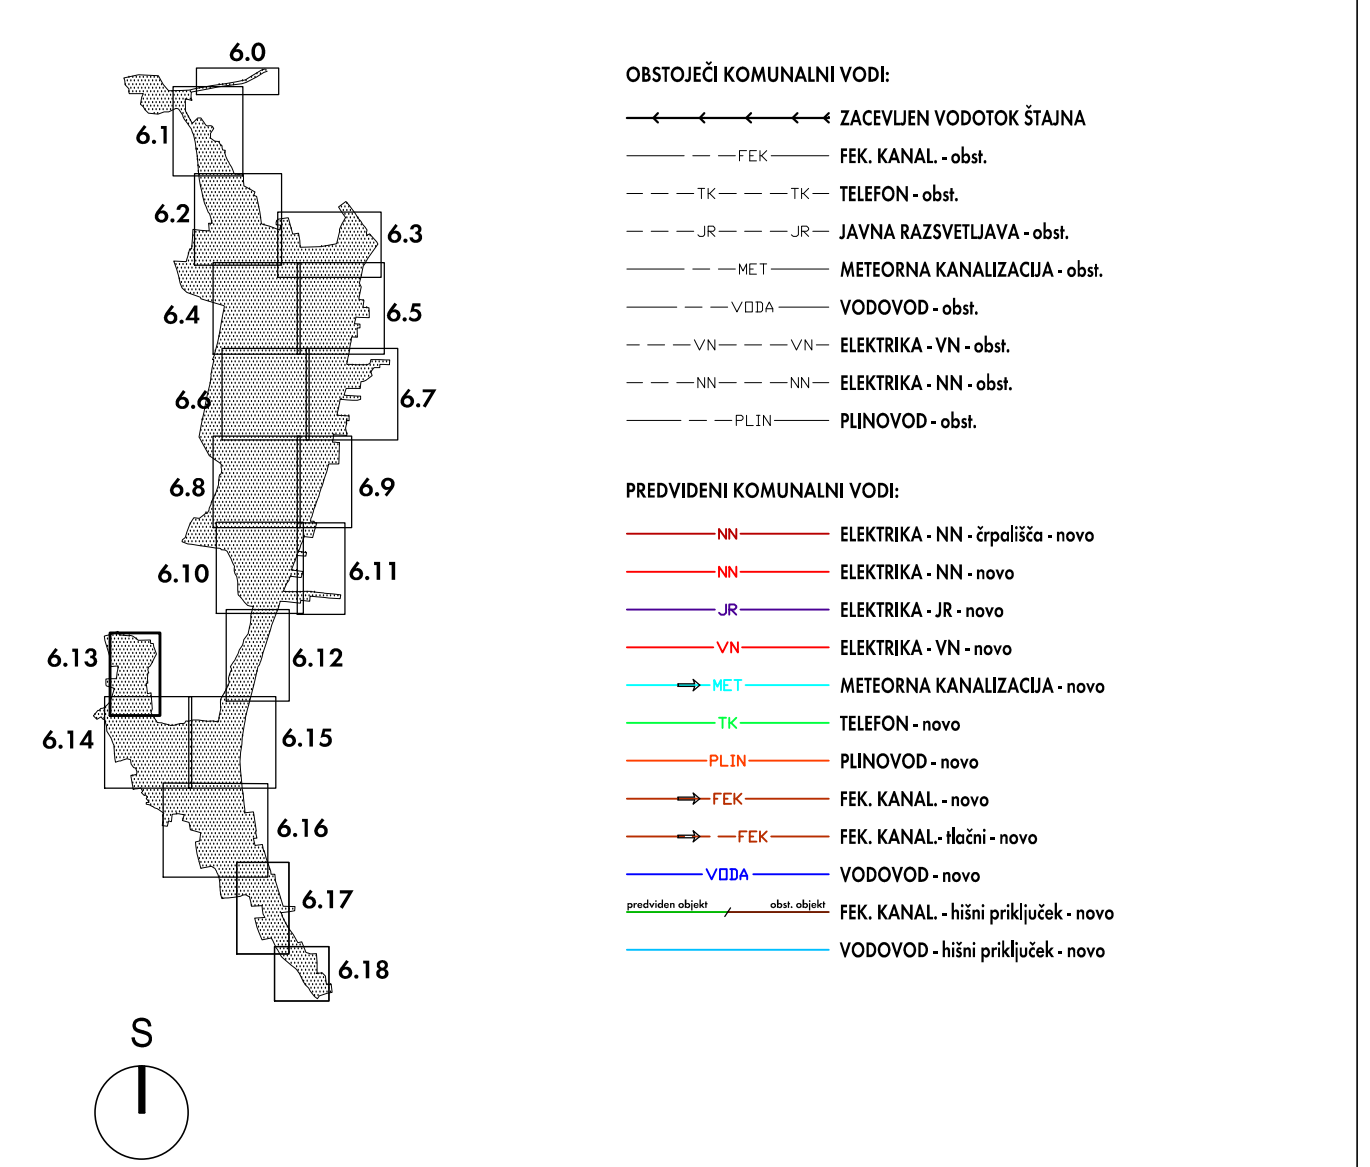 6.0
6.1
6.2
6.3
6.4
6.5
6.6
6.7
6.8
6.9
6.10
6.11
6.12
6.13
6.14
6.15
6.16
6.17
6.18
S
OBSTOJEČI KOMUNALNI VODI:
ZACEVLJEN VODOTOK ŠTAJNA
FEK FEK. KANAL. - obst.
TK TK TELEFON - obst.
JR JR JAVNA RAZSVETLJAVA - obst.
MET METEORNA KANALIZACIJA - obst.
VODA VODOVOD - obst.
VN VN ELEKTRIKA - VN - obst.
NN NN ELEKTRIKA - NN - obst.
PLIN PLINOVOD - obst.
PREDVIDENI KOMUNALNI VODI:
NN ELEKTRIKA - NN - črpališča - novo
NN ELEKTRIKA - NN - novo
JR ELEKTRIKA - JR - novo
VN ELEKTRIKA - VN - novo
MET METEORNA KANALIZACIJA - novo
TK TELEFON - novo
PLIN PLINOVOD - novo
FEK FEK. KANAL. - novo
FEK FEK. KANAL.- tlačni - novo
VODA VODOVOD - novo
predviden objekt obst. objekt FEK. KANAL. - hišni priključek - novo
VODOVOD - hišni priključek - novo